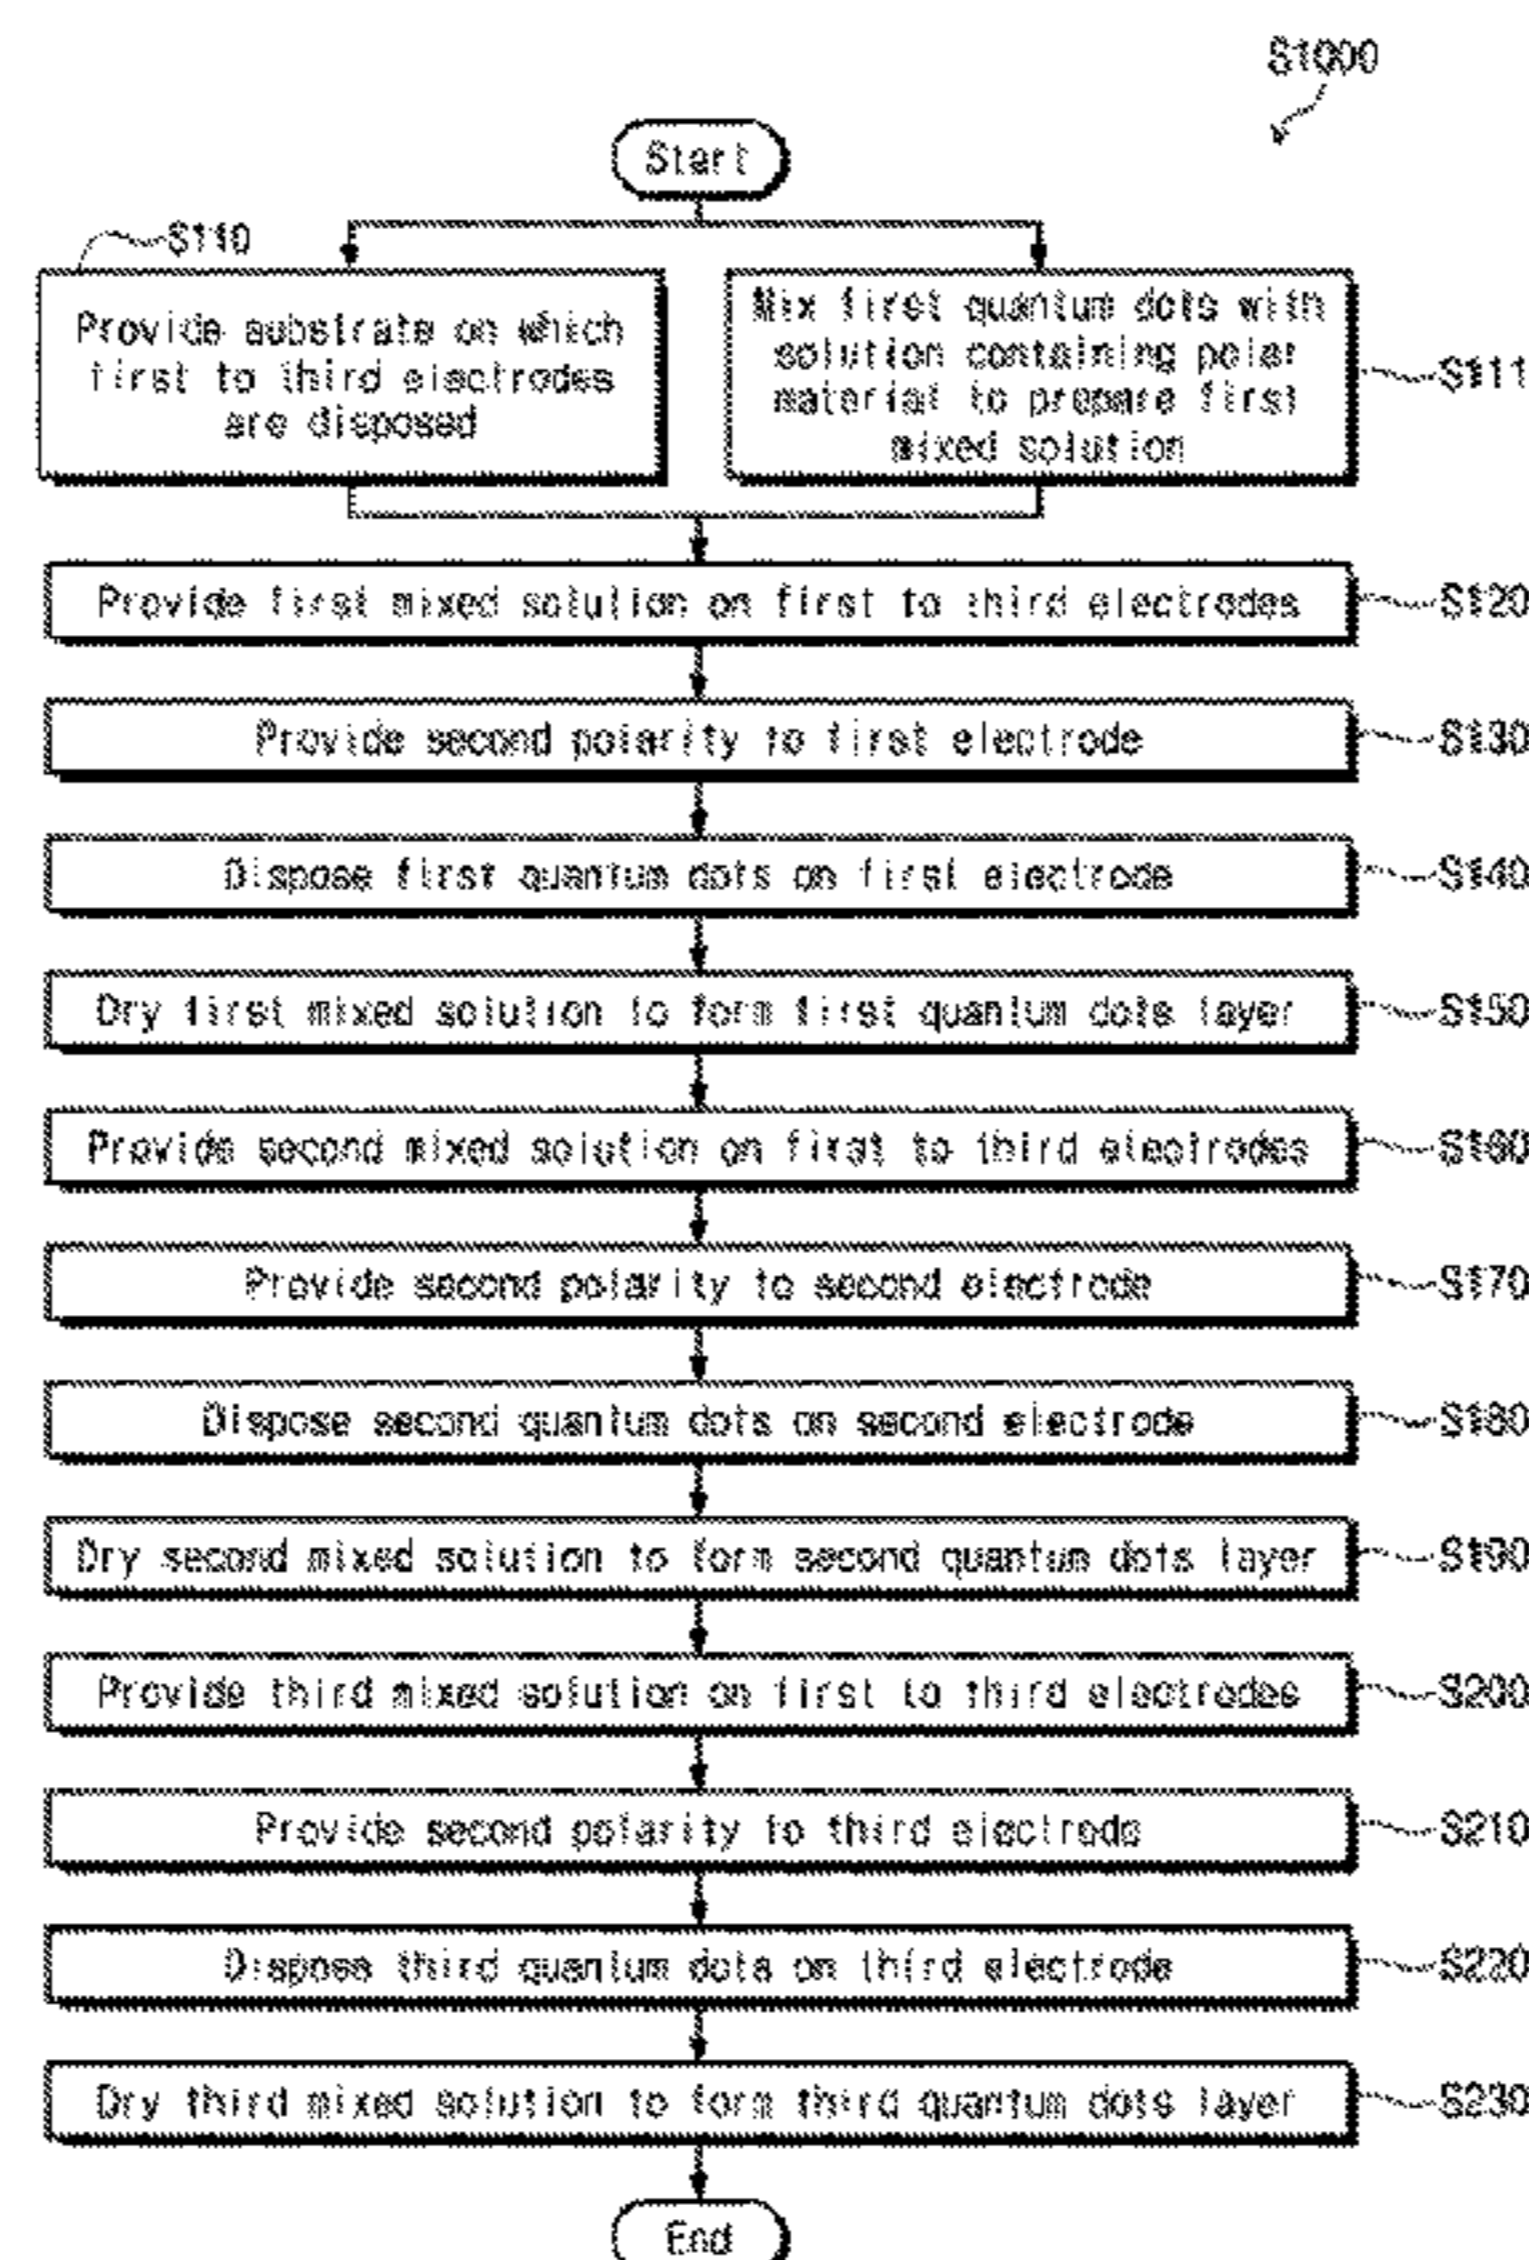 S1000
Start
S110
Provide substrate on which
first to third electrodes
are disposed
Mix first quantum dots with
solution containing polar
material to prepare first
mixed solution
S111
Provide first mixed solution on first to third electrodes
S120
Provide second polarity to first electrode
S130
Dispose first quantum dots on first electrode
S140
Dry first mixed solution to form first quantum dots layer
S150
Provide second mixed solution on first to third electrodes
S160
Provide second polarity to second electrode
S170
Dispose second quantum dots on second electrode
S180
Dry second mixed solution to form second quantum dots layer
S190
Provide third mixed solution on first to third electrodes
S200
Provide second polarity to third electrode
S210
Dispose third quantum dots on third electrode
S220
Dry third mixed solution to form third quantum dots layer
S230
End